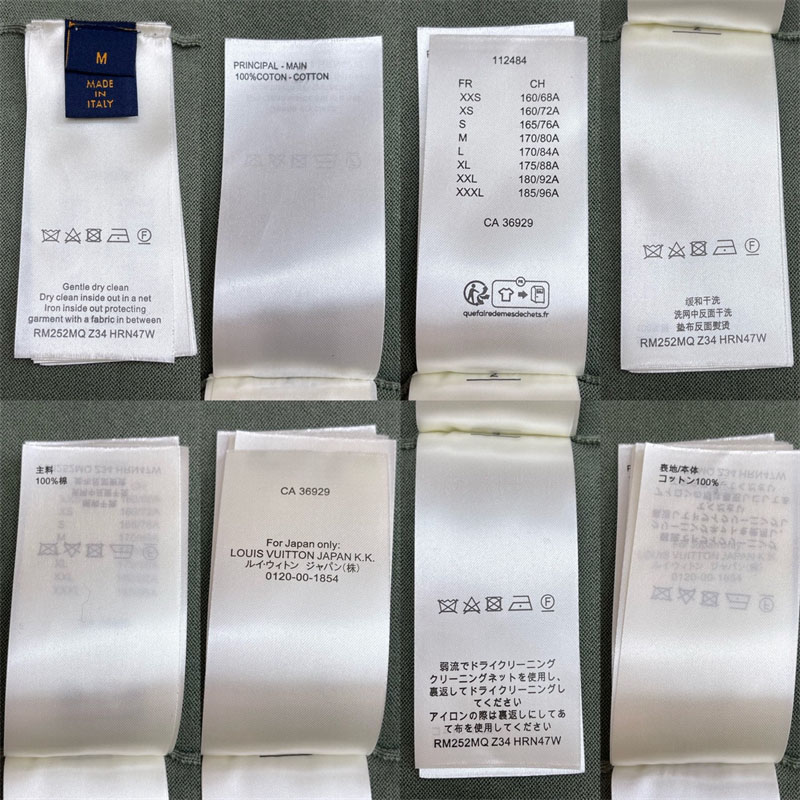 M
MADE
IN
ITALY
Gentle dry clean
Dry clean inside out in a net
Iron inside out protecting
garment with a fabric in between
RM252MQ Z34 HRN47W
PRINCIPAL - MAIN
100%COTON - COTTON
112484
FR CH
XXS 160/68A
XS 160/72A
S 165/76A
M 170/80A
L 170/84A
XL 175/88A
XXL 180/92A
XXXL 185/96A
CA 36929
FR
quefairedemesdechets.fr
缓和干洗
洗网中反面干洗
垫布反面熨烫
RM252MQ Z34 HRN47W
主料
100%棉
CA 36929
For Japan only:
LOUIS VUITTON JAPAN K.K.
ルイ・ヴィトン ジャパン(株)
0120-00-1854
弱流でドライクリーニング
クリーニングネットを使用し、
裏返してドライクリーニングし
てください
アイロンの際は裏返しにしてあ
て布を使用してください
RM252MQ Z34 HRN47W
表地/本体
コットン100%